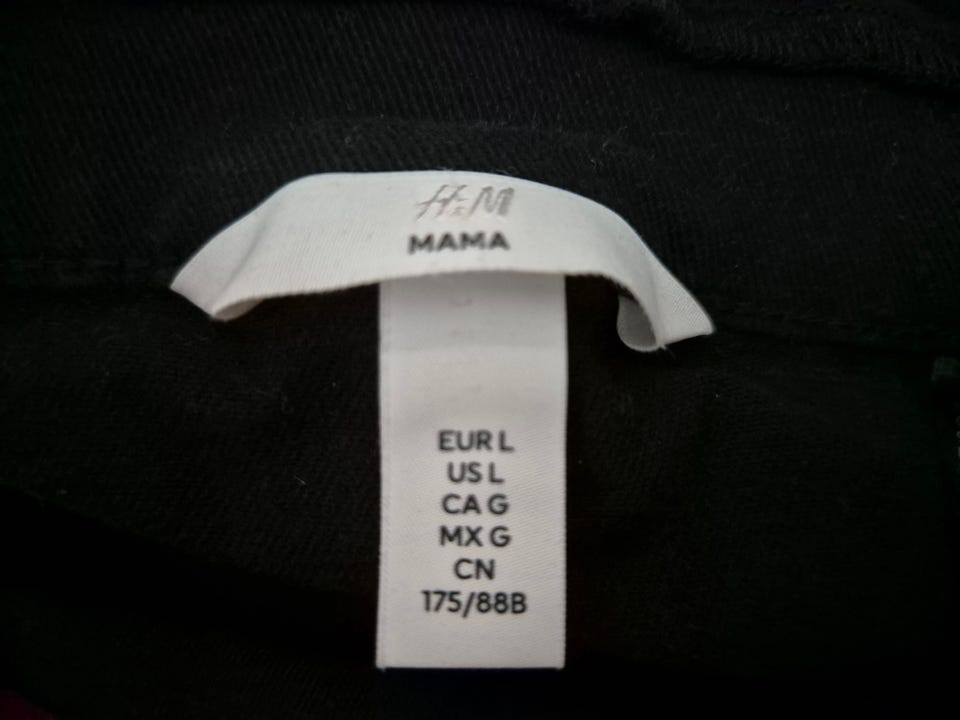 H&M
MAMA
EUR L
US L
CA G
MX G
CN
175/88B